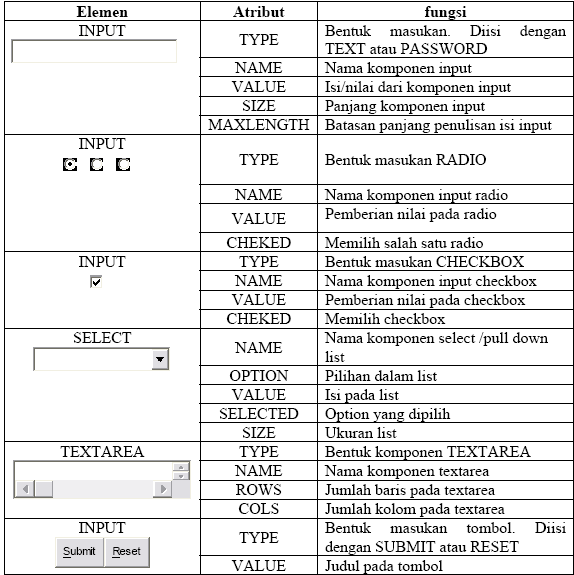 Elemen Atribut fungsi
INPUT TYPE Bentuk masukan. Diisi dengan
TEXT atau PASSWORD
NAME Nama komponen input
VALUE Isi/nilai dari komponen input
SIZE Panjang komponen input
MAXLENGTH Batasan panjang penulisan isi input
INPUT TYPE Bentuk masukan RADIO
NAME Nama komponen input radio
VALUE Pemberian nilai pada radio
CHEKED Memilih salah satu radio
INPUT TYPE Bentuk masukan CHECKBOX
NAME Nama komponen input checkbox
VALUE Pemberian nilai pada checkbox
CHEKED Memilih checkbox
SELECT NAME Nama komponen select /pull down
list
OPTION Pilihan dalam list
VALUE Isi pada list
SELECTED Option yang dipilih
SIZE Ukuran list
TEXTAREA TYPE Bentuk komponen TEXTAREA
NAME Nama komponen textarea
ROWS Jumlah baris pada textarea
COLS Jumlah kolom pada textarea
INPUT TYPE Bentuk masukan tombol. Diisi
dengan SUBMIT atau RESET
Submit Reset
VALUE Judul pada tombol